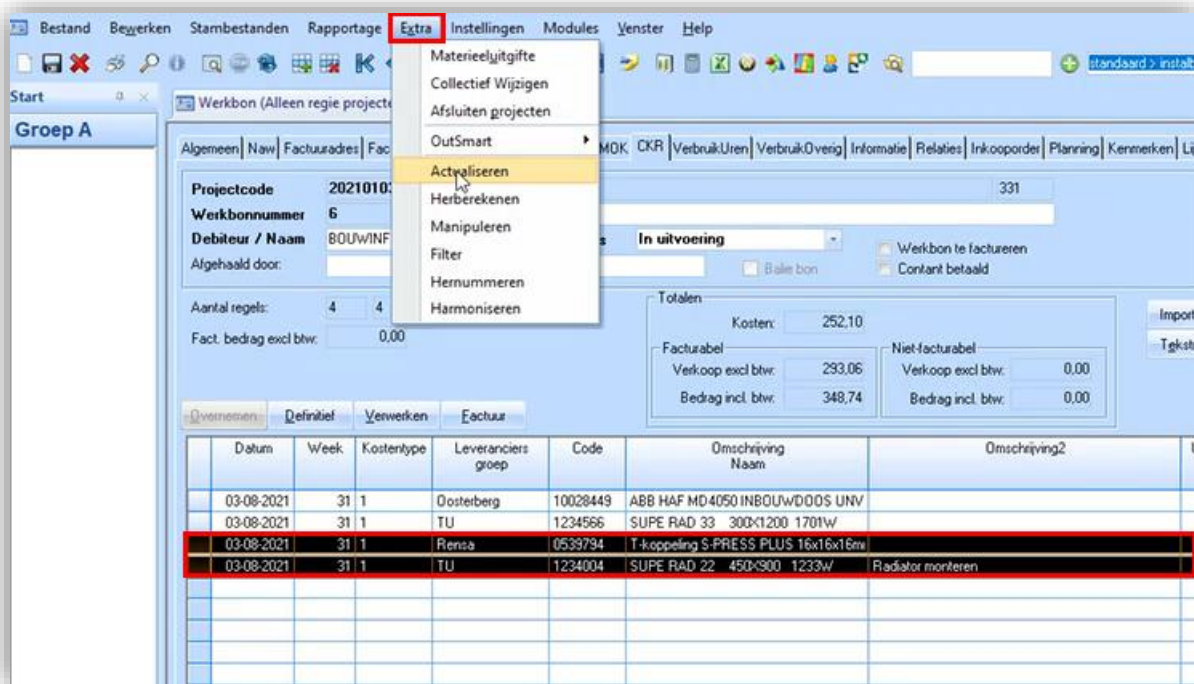 Bestand Bewerken Stambestanden Rapportage Extra Instellingen Modules Venster Help
standaard > instalb
Start
Groep A
Werkbon (Alleen regie projecte
Materieeluitgifte
Collectief Wijzigen
Afsluiten projecten
OutSmart
Actualiseren
Herberekenen
Manipuleren
Filter
Hernummeren
Harmoniseren
Algemeen Naw Factuuradres Fac MOK CKR VerbruikUren VerbruikOverig Informatie Relaties Inkooporder Planning Kenmerken Lij
Projectcode 2021010 331
Werkbonnummer 6
Debiteur / Naam BOUWINF s In uitvoering
Werkbon te factureren
Afgehaald door: Balie bon Contant betaald
Aantal regels: 4 4
Fact. bedrag excl btw: 0,00
Totalen
Kosten: 252,10
Import
Tekst
Facturabel Niet-facturabel
Verkoop excl btw: 293,06 Verkoop excl btw: 0,00
Bedrag incl. btw: 348,74 Bedrag incl. btw: 0,00
Overnemen Definitief Verwerken Factuur
Datum Week Kostentype Leveranciers groep Code Omschrijving Naam Omschrijving2
03-08-2021 31 1 Oosterberg 10028449 ABB HAF MD4050 INBOUWDOOS UNV
03-08-2021 31 1 TU 1234566 SUPE RAD 33 300X1200 1701W
03-08-2021 31 1 Rensa 0539794 T-koppeling S-PRESS PLUS 16x16x16m
03-08-2021 31 1 TU 1234004 SUPE RAD 22 450X900 1233W Radiator monteren